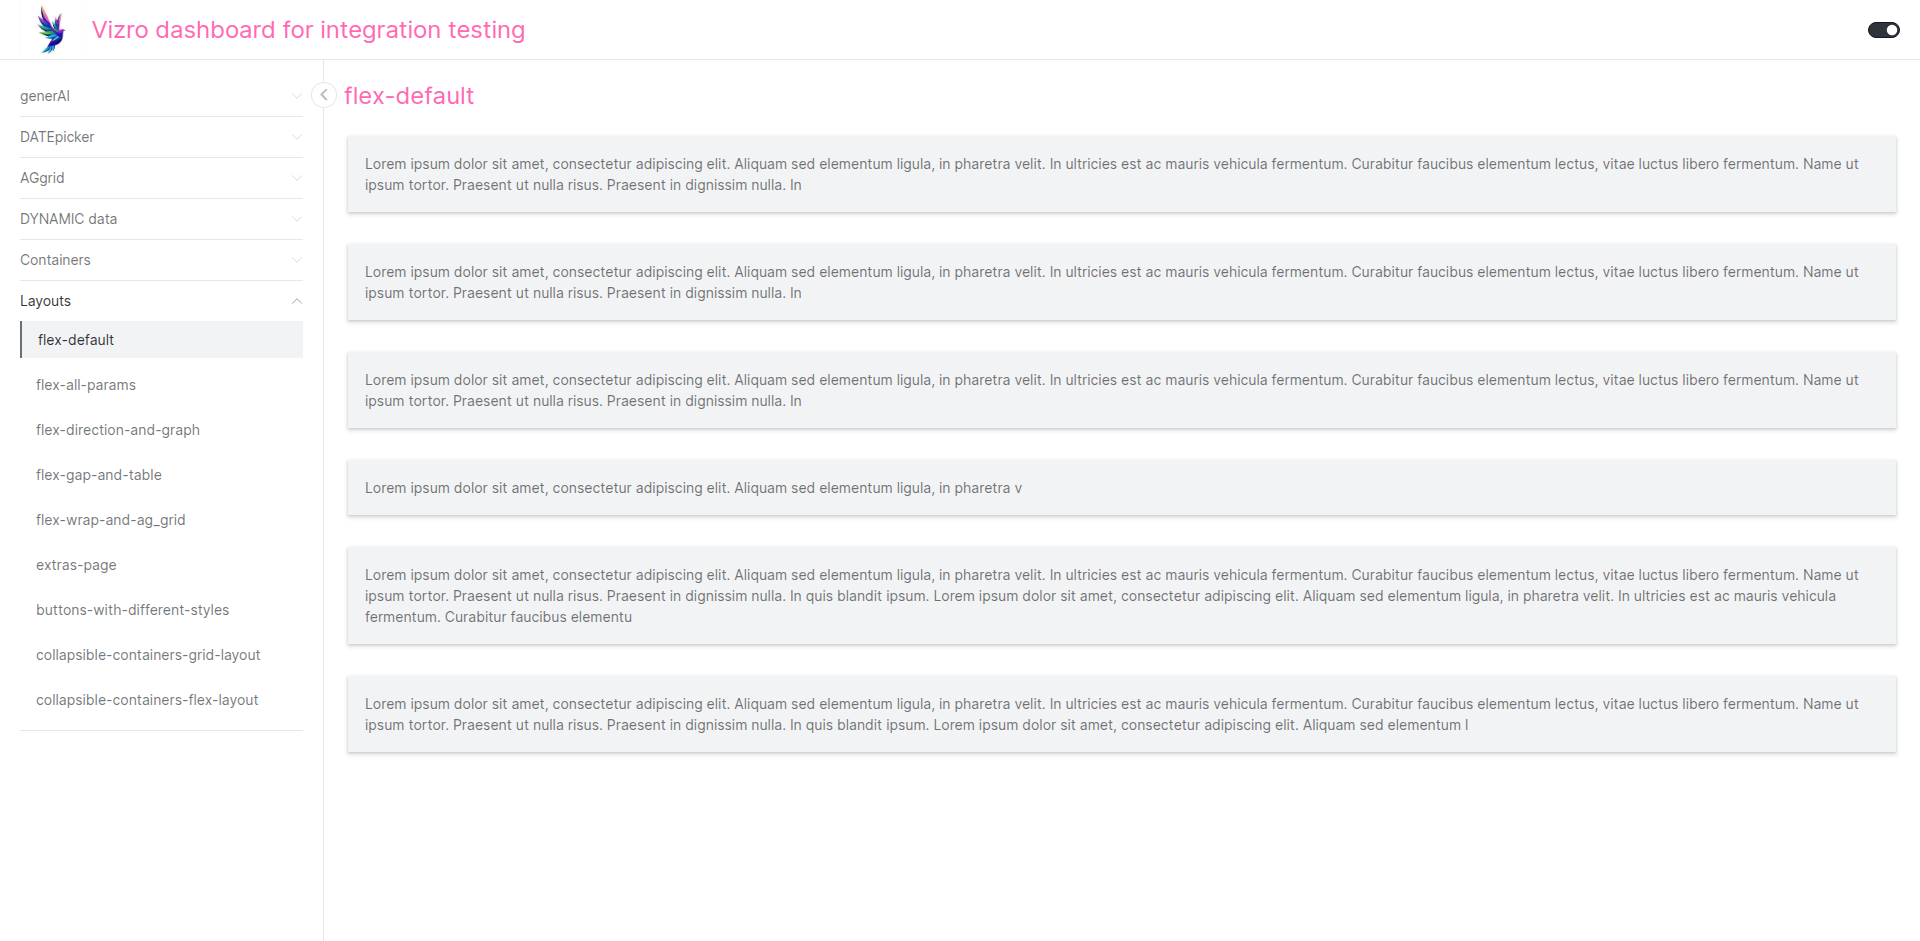 Vizro dashboard for integration testing
generAI
DATEpicker
AGgrid
DYNAMIC data
Containers
Layouts
flex-default
flex-all-params
flex-direction-and-graph
flex-gap-and-table
flex-wrap-and-ag_grid
extras-page
buttons-with-different-styles
collapsible-containers-grid-layout
collapsible-containers-flex-layout
flex-default
Lorem ipsum dolor sit amet, consectetur adipiscing elit. Aliquam sed elementum ligula, in pharetra velit. In ultricies est ac mauris vehicula fermentum. Curabitur faucibus elementum lectus, vitae luctus libero fermentum. Name ut
ipsum tortor. Praesent ut nulla risus. Praesent in dignissim nulla. In
Lorem ipsum dolor sit amet, consectetur adipiscing elit. Aliquam sed elementum ligula, in pharetra velit. In ultricies est ac mauris vehicula fermentum. Curabitur faucibus elementum lectus, vitae luctus libero fermentum. Name ut
ipsum tortor. Praesent ut nulla risus. Praesent in dignissim nulla. In
Lorem ipsum dolor sit amet, consectetur adipiscing elit. Aliquam sed elementum ligula, in pharetra velit. In ultricies est ac mauris vehicula fermentum. Curabitur faucibus elementum lectus, vitae luctus libero fermentum. Name ut
ipsum tortor. Praesent ut nulla risus. Praesent in dignissim nulla. In
Lorem ipsum dolor sit amet, consectetur adipiscing elit. Aliquam sed elementum ligula, in pharetra v
Lorem ipsum dolor sit amet, consectetur adipiscing elit. Aliquam sed elementum ligula, in pharetra velit. In ultricies est ac mauris vehicula fermentum. Curabitur faucibus elementum lectus, vitae luctus libero fermentum. Name ut
ipsum tortor. Praesent ut nulla risus. Praesent in dignissim nulla. In quis blandit ipsum. Lorem ipsum dolor sit amet, consectetur adipiscing elit. Aliquam sed elementum ligula, in pharetra velit. In ultricies est ac mauris vehicula
fermentum. Curabitur faucibus elementu
Lorem ipsum dolor sit amet, consectetur adipiscing elit. Aliquam sed elementum ligula, in pharetra velit. In ultricies est ac mauris vehicula fermentum. Curabitur faucibus elementum lectus, vitae luctus libero fermentum. Name ut
ipsum tortor. Praesent ut nulla risus. Praesent in dignissim nulla. In quis blandit ipsum. Lorem ipsum dolor sit amet, consectetur adipiscing elit. Aliquam sed elementum l